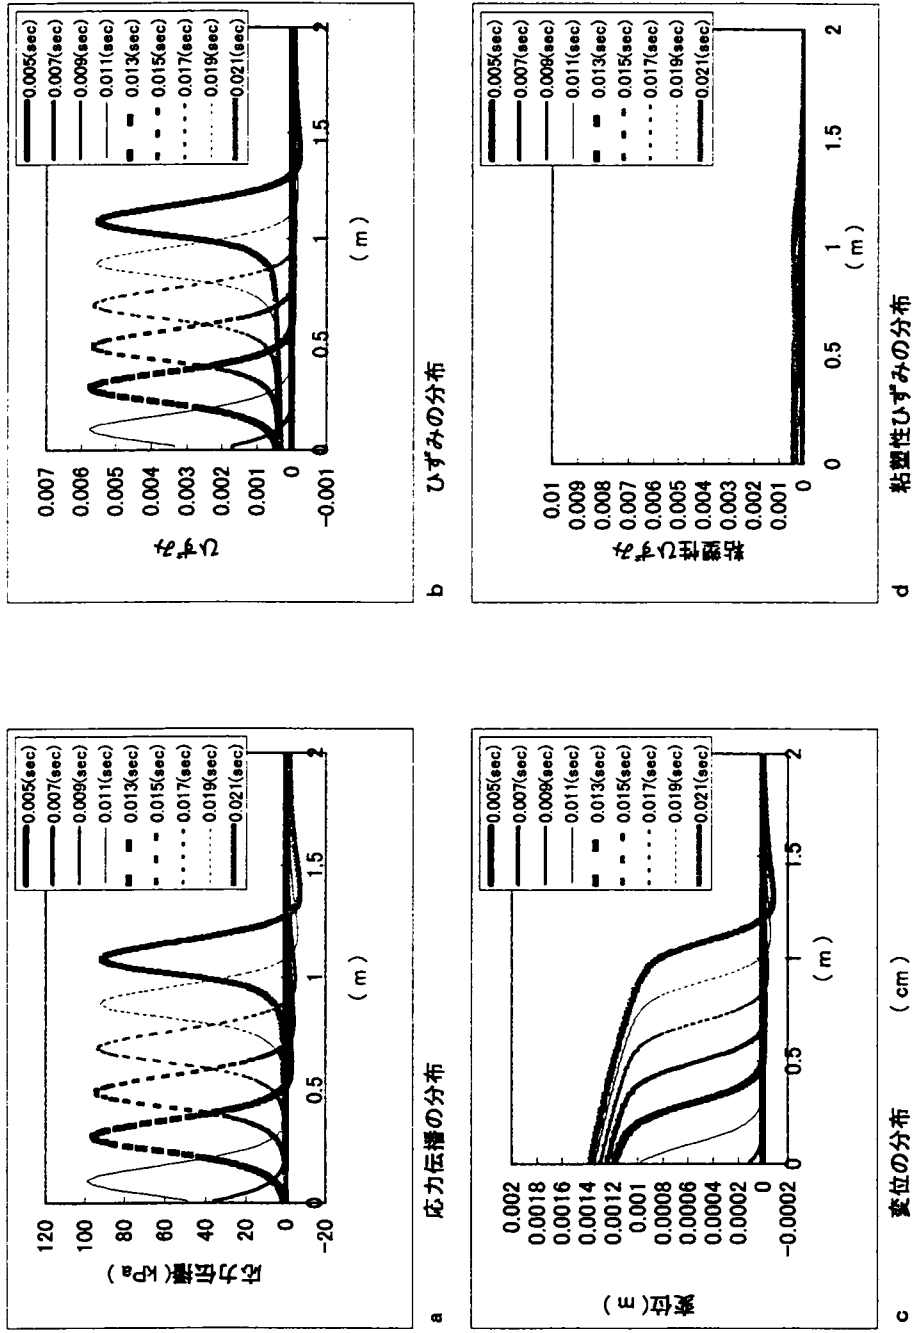 120
100
80
60
40
20
0
-20
応力伝播(kPa)
0
0.5
1
1.5
2
(m)
0.005(sec)
0.007(sec)
0.009(sec)
0.011(sec)
0.013(sec)
0.015(sec)
0.017(sec)
0.019(sec)
0.021(sec)
a 応力伝播の分布
0.007
0.006
0.005
0.004
0.003
0.002
0.001
0
-0.001
ひずみ
0
0.5
1
1.5
2
(m)
0.005(sec)
0.007(sec)
0.009(sec)
0.011(sec)
0.013(sec)
0.015(sec)
0.017(sec)
0.019(sec)
0.021(sec)
b ひずみの分布
0.002
0.0018
0.0016
0.0014
0.0012
0.001
0.0008
0.0006
0.0004
0.0002
0
-0.0002
変位(m)
0
0.5
1
1.5
2
(m)
0.005(sec)
0.007(sec)
0.009(sec)
0.011(sec)
0.013(sec)
0.015(sec)
0.017(sec)
0.019(sec)
0.021(sec)
c 変位の分布 (cm)
0.01
0.009
0.008
0.007
0.006
0.005
0.004
0.003
0.002
0.001
0
粘塑性ひずみ
0
0.5
1
1.5
2
(m)
0.005(sec)
0.007(sec)
0.009(sec)
0.011(sec)
0.013(sec)
0.015(sec)
0.017(sec)
0.019(sec)
0.021(sec)
d 粘塑性ひずみの分布